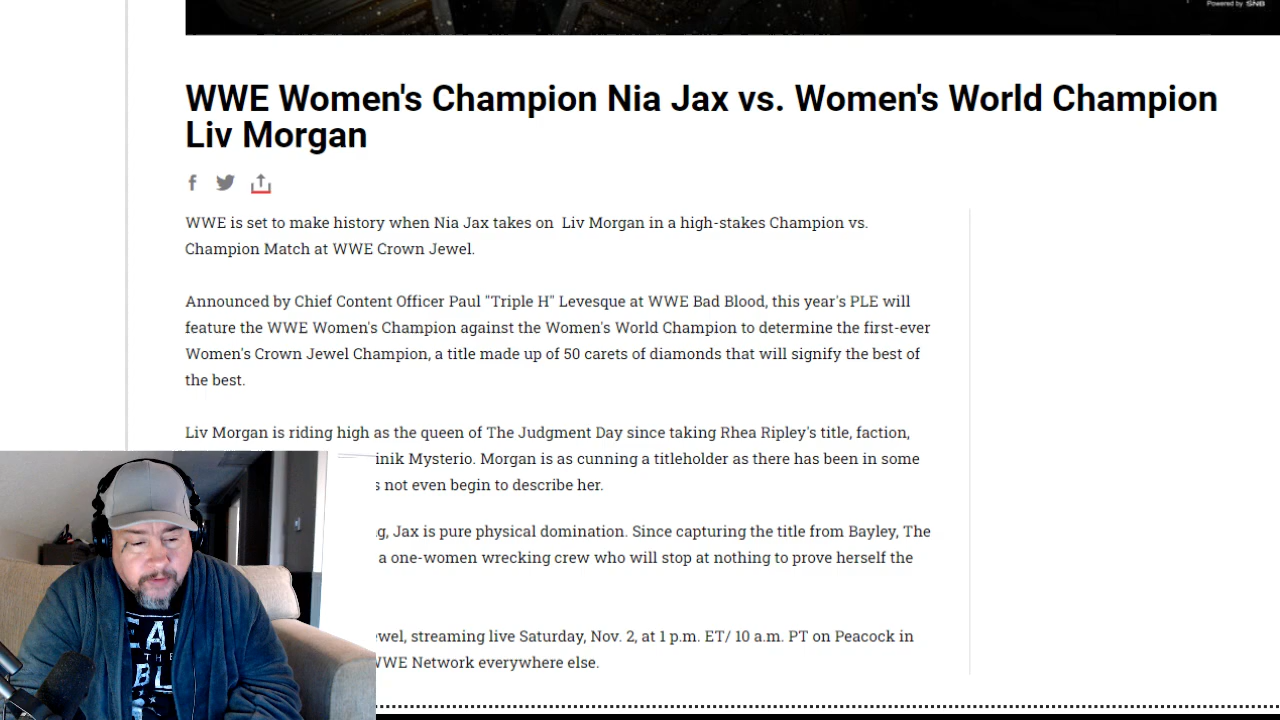 Powered by SNB
WWE Women's Champion Nia Jax vs. Women's World Champion
Liv Morgan
WWE is set to make history when Nia Jax takes on Liv Morgan in a high-stakes Champion vs.
Champion Match at WWE Crown Jewel.
Announced by Chief Content Officer Paul "Triple H" Levesque at WWE Bad Blood, this year's PLE will
feature the WWE Women's Champion against the Women's World Champion to determine the first-ever
Women's Crown Jewel Champion, a title made up of 50 carets of diamonds that will signify the best of
the best.
Liv Morgan is riding high as the queen of The Judgment Day since taking Rhea Ripley's title, faction,
inik Mysterio. Morgan is as cunning a titleholder as there has been in some
s not even begin to describe her.
g, Jax is pure physical domination. Since capturing the title from Bayley, The
a one-women wrecking crew who will stop at nothing to prove herself the
ewel, streaming live Saturday, Nov. 2, at 1 p.m. ET/ 10 a.m. PT on Peacock in
WWE Network everywhere else.
THE
BL